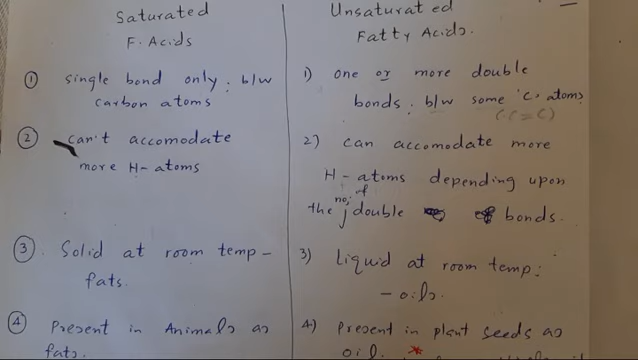 Saturated
F. Acids
① single bond only : b/w
carbon atoms
② can't accomodate
more H-atoms
③. Solid at room temp -
fats.
④ Present in Animals as
fats.
Unsaturated
Fatty Acids.
1) one or more double
bonds : b/w some 'C' atoms
(C=C)
2) can accomodate more
H-atoms depending upon
the no. of double bonds.
3) liquid at room temp:
- oils.
4) present in plant seeds as
oil. *